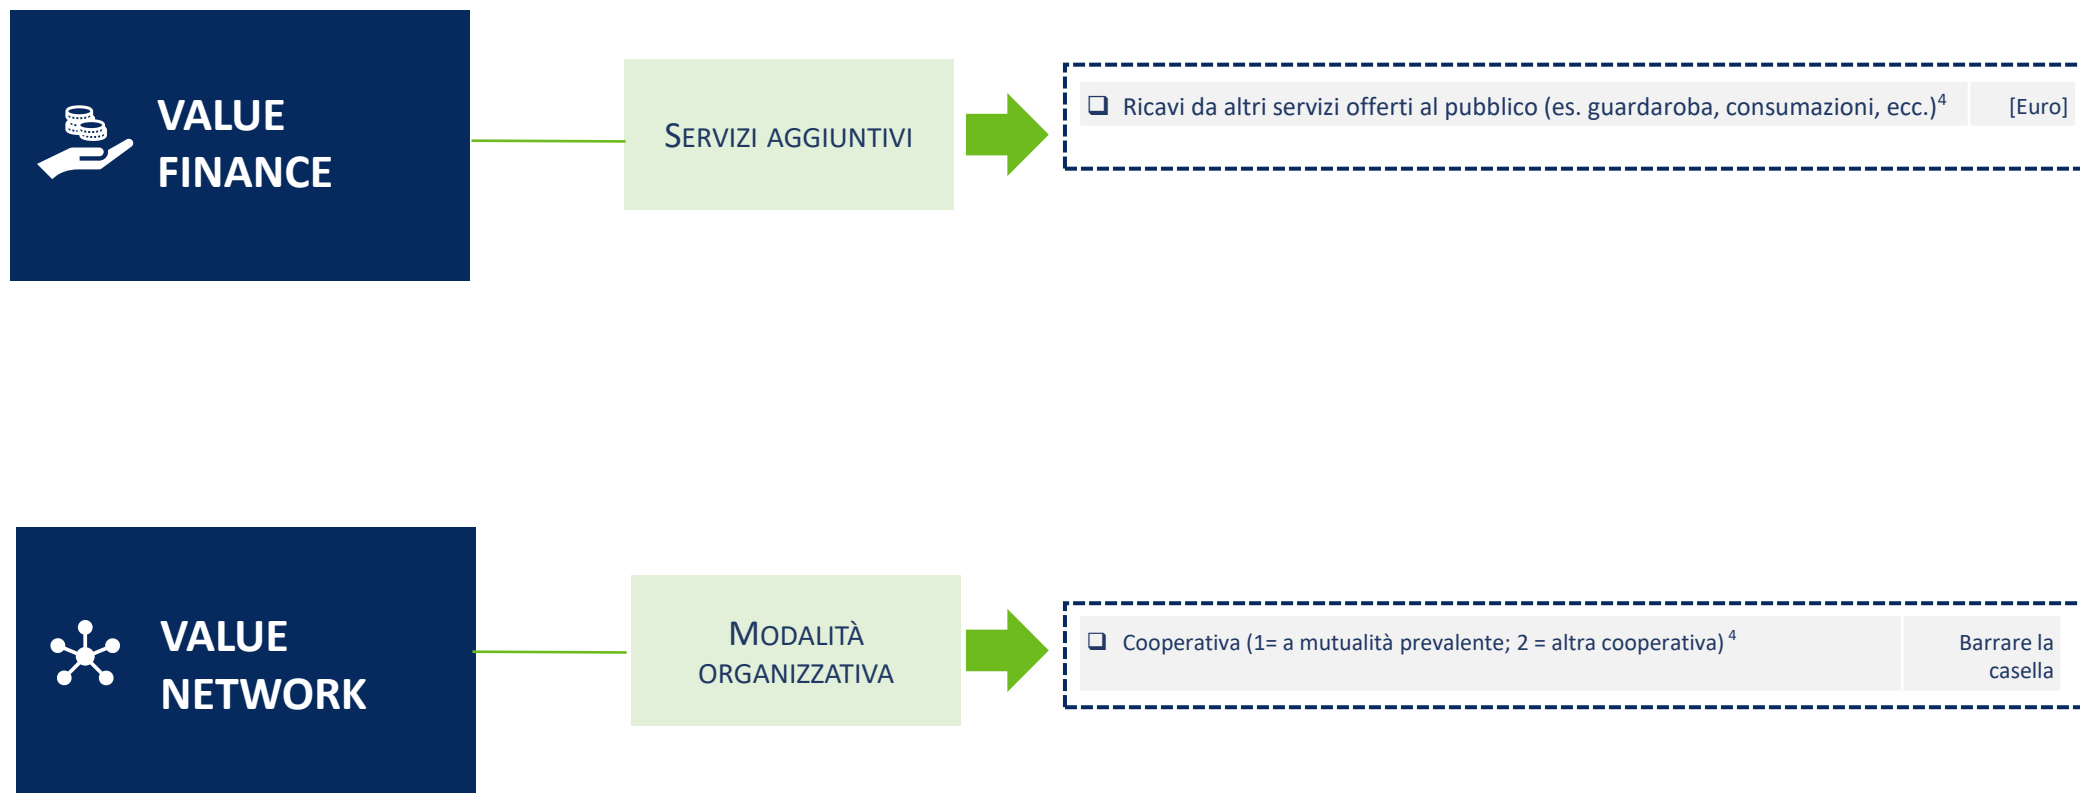 VALUE
FINANCE
SERVIZI AGGIUNTIVI
❑ Ricavi da altri servizi offerti al pubblico (es. guardaroba, consumazioni, ecc.)⁴ [Euro]
VALUE
NETWORK
MODALITÀ
ORGANIZZATIVA
❑ Cooperativa (1= a mutualità prevalente; 2 = altra cooperativa) ⁴ Barrare la
casella